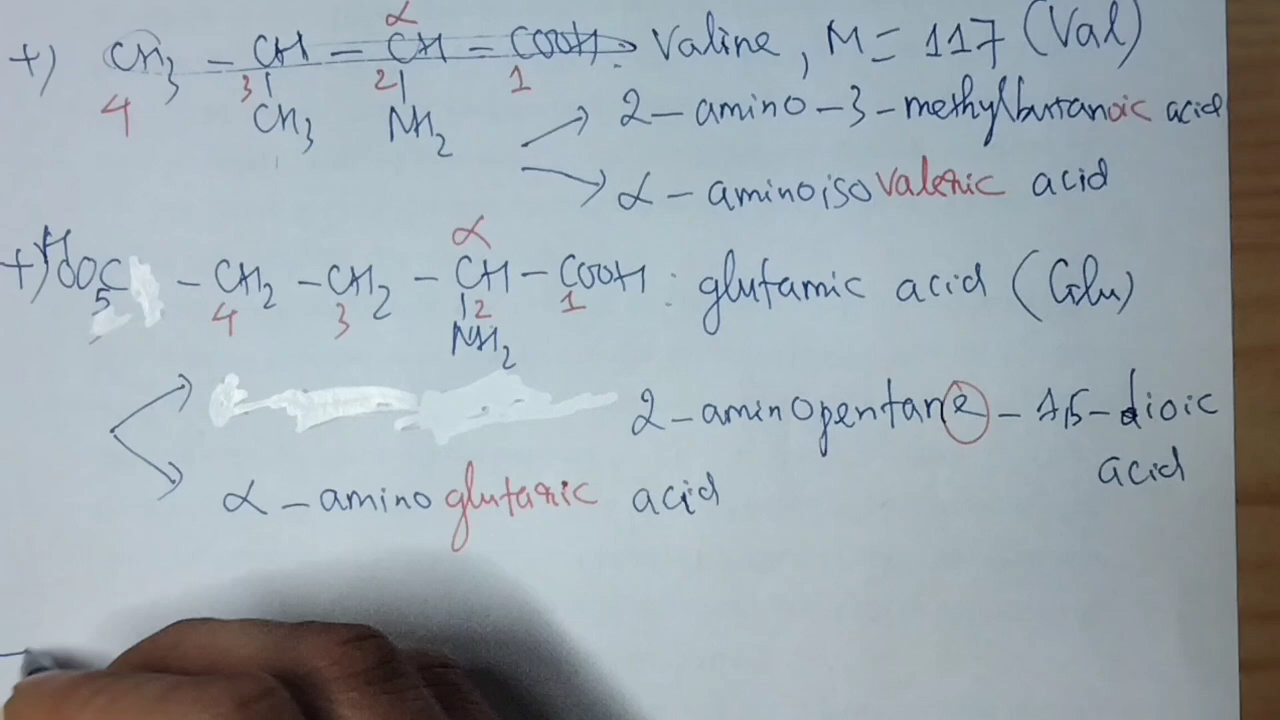 α
+) CH3 – CH – CH – COOH : Valine, M = 117 (Val)
4 3 2 1
CH3 NH2
2-amino-3-methylbutanoic acid
α-aminoisovaleric acid
α
+) HOOC – CH2 – CH2 – CH – COOH : glutamic acid (Glu)
5 4 3 2 1
NH2
2-aminopentane-1,5-dioic
acid
α-aminoglutaric acid